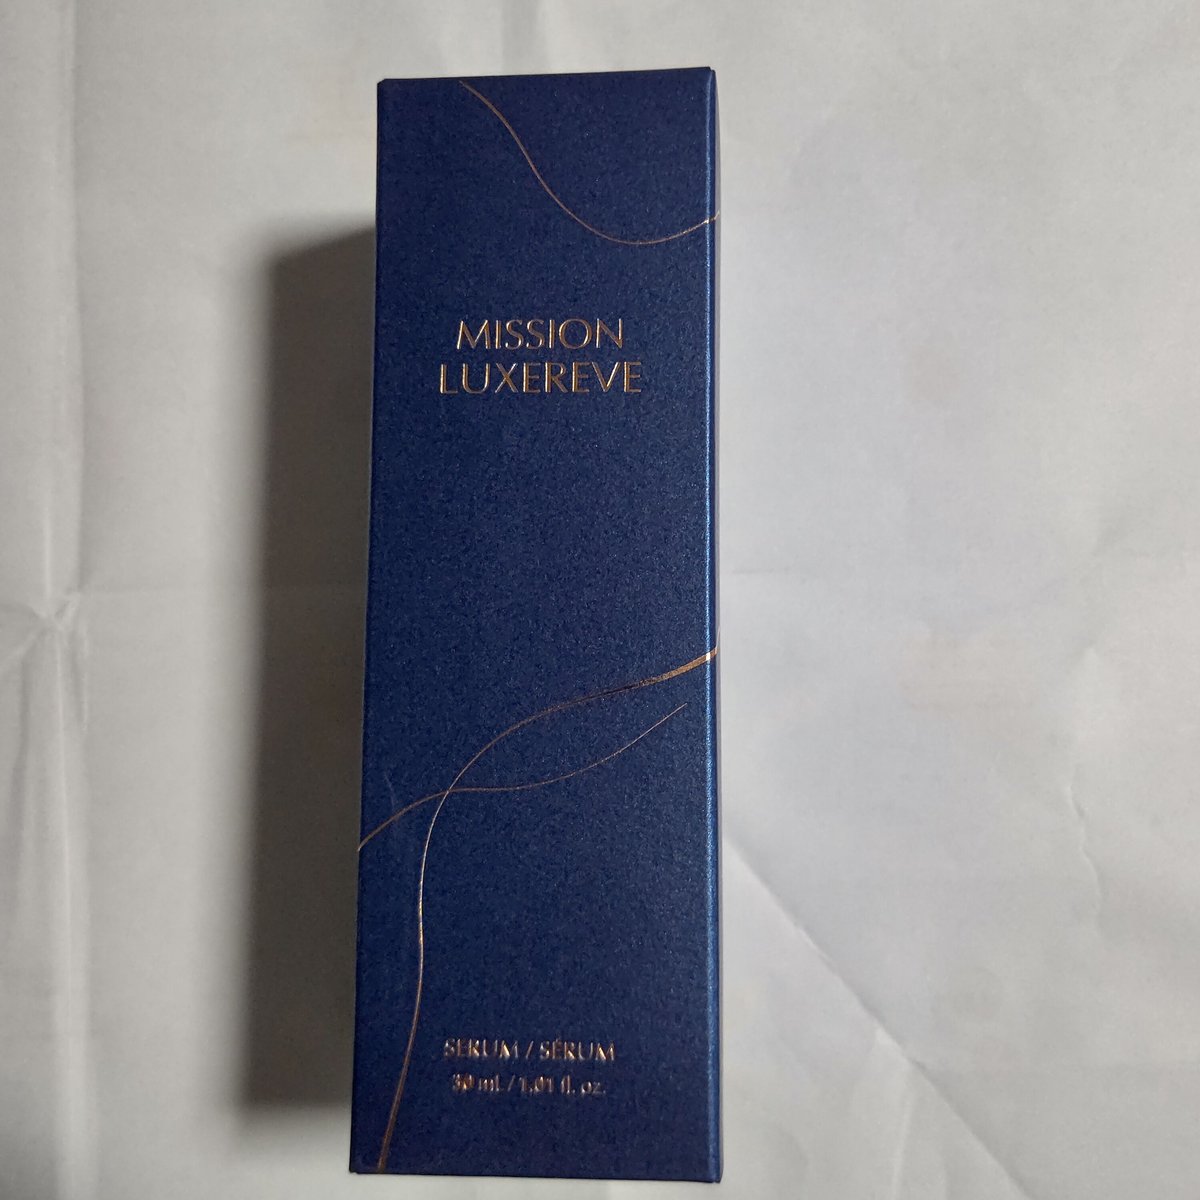 MISSION
LUXEREVE
SERUM / SÉRUM
30 ml / 1.01 fl. oz.